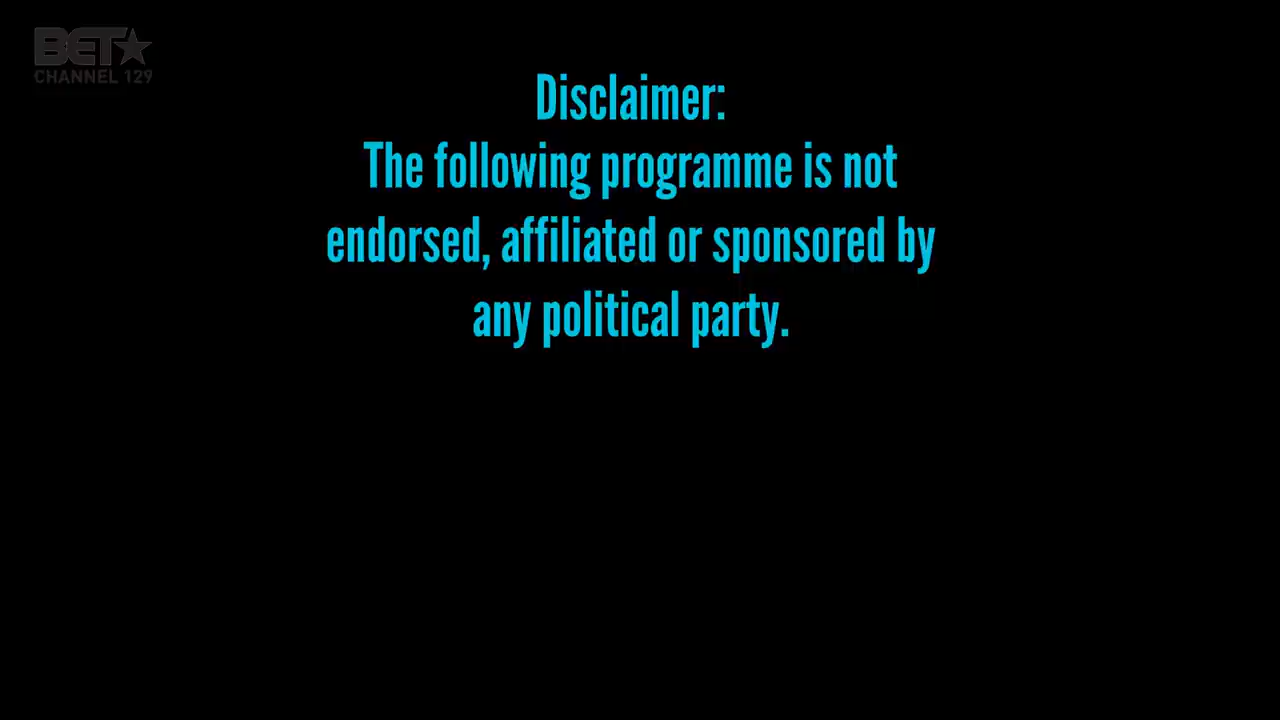 BET★
CHANNEL 129
Disclaimer:
The following programme is not
endorsed, affiliated or sponsored by
any political party.